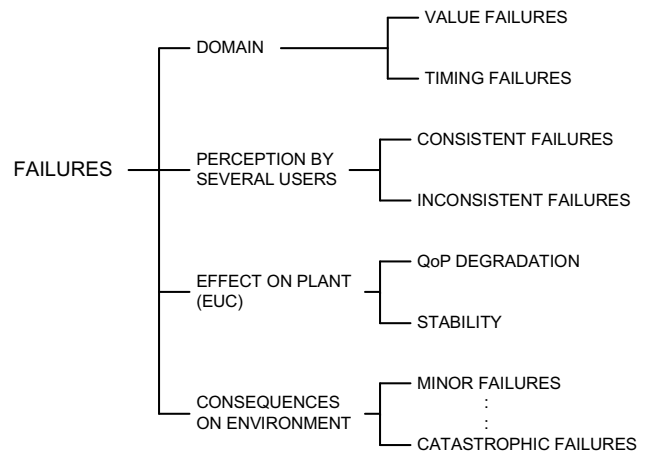 FAILURES
DOMAIN
VALUE FAILURES
TIMING FAILURES
PERCEPTION BY
SEVERAL USERS
CONSISTENT FAILURES
INCONSISTENT FAILURES
EFFECT ON PLANT
(EUC)
QoP DEGRADATION
STABILITY
CONSEQUENCES
ON ENVIRONMENT
MINOR FAILURES
:
:
CATASTROPHIC FAILURES